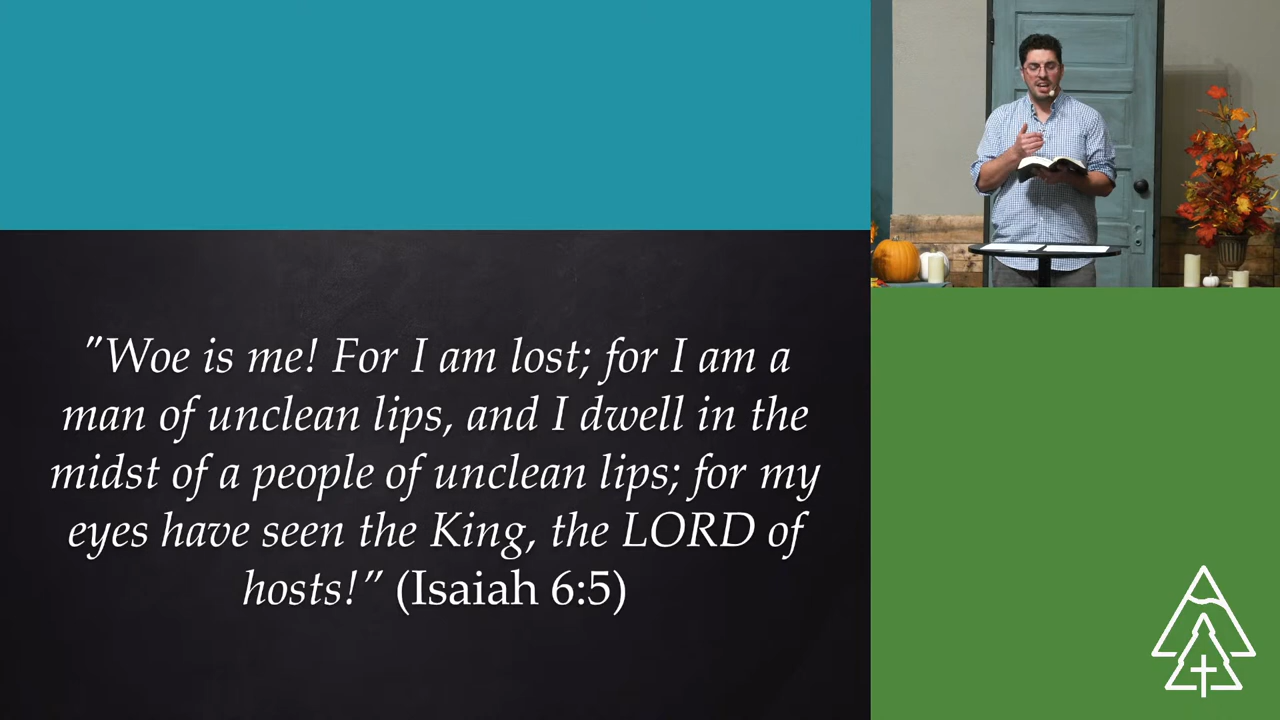 "Woe is me! For I am lost; for I am a
man of unclean lips, and I dwell in the
midst of a people of unclean lips; for my
eyes have seen the King, the LORD of
hosts!” (Isaiah 6:5)